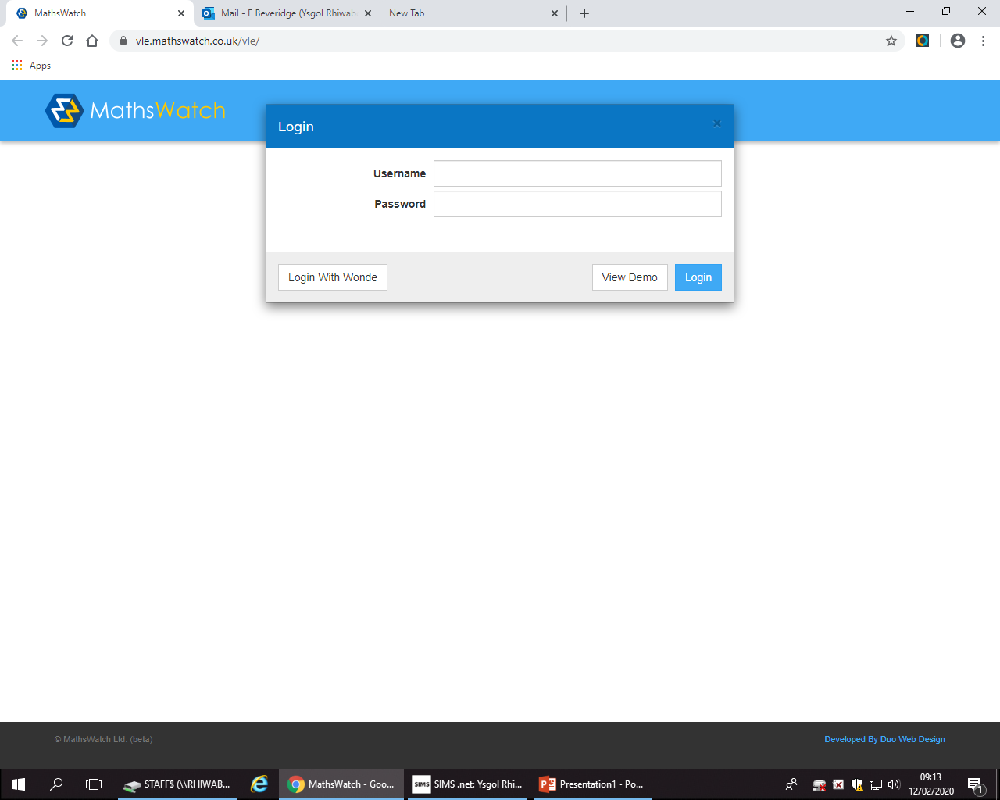 MathsWatch
Mail - E Beveridge (Ysgol Rhiwab
New Tab
vle.mathswatch.co.uk/vle/
Apps
MathsWatch
Login
×
Username
Password
Login With Wonde
View Demo
Login
© MathsWatch Ltd. (beta)
Developed By Duo Web Design
STAFF$ (\\RHIWAB...
MathsWatch - Goo...
SIMS
SIMS .net: Ysgol Rhi...
Presentation1 - Po...
09:13
12/02/2020
1